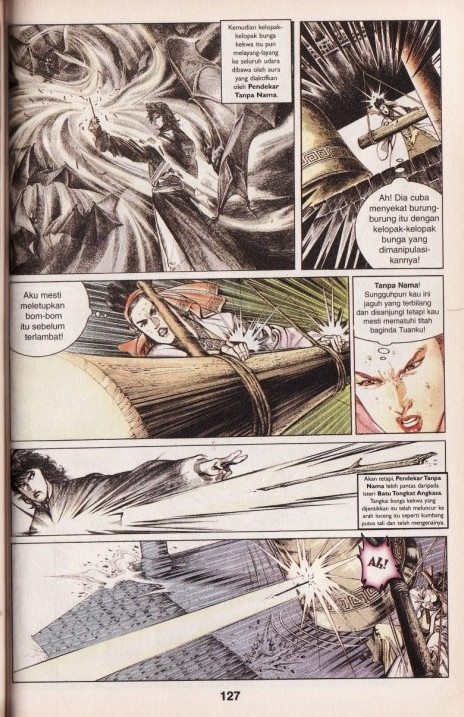 Kemudian kelopak-
kelopak bunga
kekwa itu pun
melayang-layang
ke seluruh udara
dibawa oleh aura
yang diaktifkan
oleh Pendekar
Tanpa Nama.
Ah! Dia cuba
menyekat burung-
burung itu dengan
kelopak-kelopak
bunga yang
dimanipulasi-
kannya!
Aku mesti
meletupkan
bom-bom
itu sebelum
terlambat!
Tanpa Nama!
Sungguhpun kau ini
jaguh yang terbilang
dan disanjungi tetapi kau
mesti mematuhi titah
baginda Tuanku!
Akan tetapi, Pendekar Tanpa
Nama lebih pantas daripada
isteri Batu Tongkat Angkasa.
Tangkai bunga kekwa yang
dijentikkan itu telah meluncur ke
arah loceng itu seperti kumbang
putus tali dan telah mengenainya.
Ah!
127